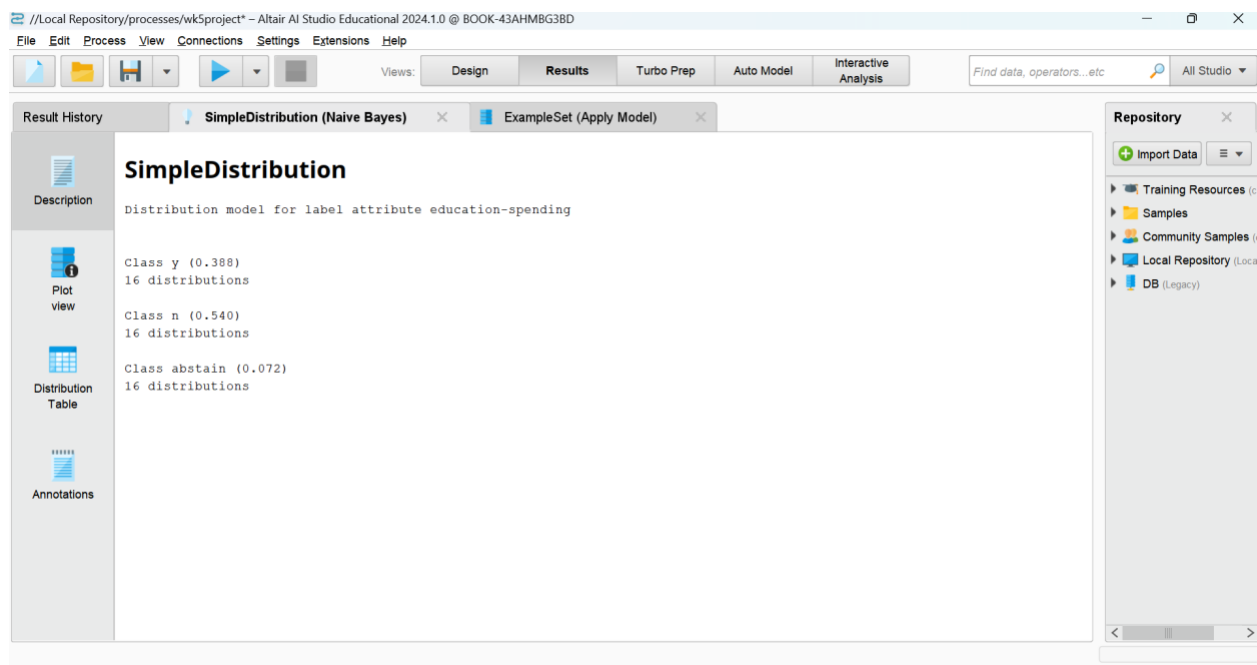 //Local Repository/processes/wk5project* – Altair AI Studio Educational 2024.1.0 @ BOOK-43AHMBG3BD
File Edit Process View Connections Settings Extensions Help
Views: Design Results Turbo Prep Auto Model Interactive Analysis Find data, operators...etc All Studio
Result History SimpleDistribution (Naive Bayes) ExampleSet (Apply Model) Repository
Import Data
Description
Plot
view
Distribution
Table
Annotations
SimpleDistribution
Distribution model for label attribute education-spending
Class y (0.388)
16 distributions
Class n (0.540)
16 distributions
Class abstain (0.072)
16 distributions
Training Resources (c
Samples
Community Samples (
Local Repository (Loca
DB (Legacy)